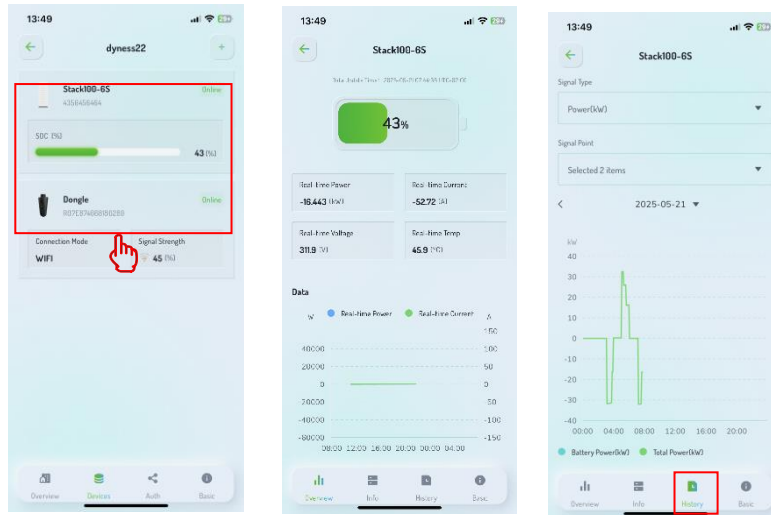 13:49
dyness22
Stack100-6S
Online
4350456464
SOC (%)
43 (%)
Dongle
Online
Connection Mode
Signal Strength
WIFI
45 (%)
Overview
Devices
Auth
Basic
13:49
Stack100-6S
43%
Real-time Power
Real-time Current
-16.443 (kW)
-52.72 (A)
Real-time Voltage
Real-time Temp
311.9 (V)
45.9 (°C)
Data
W
Real-time Power
Real-time Current
A
150
40000
100
20000
50
0
0
20000
-50
-40000
-100
-60000
-150
08:00 12:00 16:00 20:00 00:00 04:00
Overview
Info
History
Basic
13:49
Stack100-6S
Signal Type
Power(kW)
Signal Point
Selected 2 items
2025-05-21
kW
40
30
20
10
0
-10
-20
-30
-40
00:00 04:00 08:00 12:00 16:00 20:00
Battery Power(kW)
Total Power(kW)
Overview
Info
History
Basic